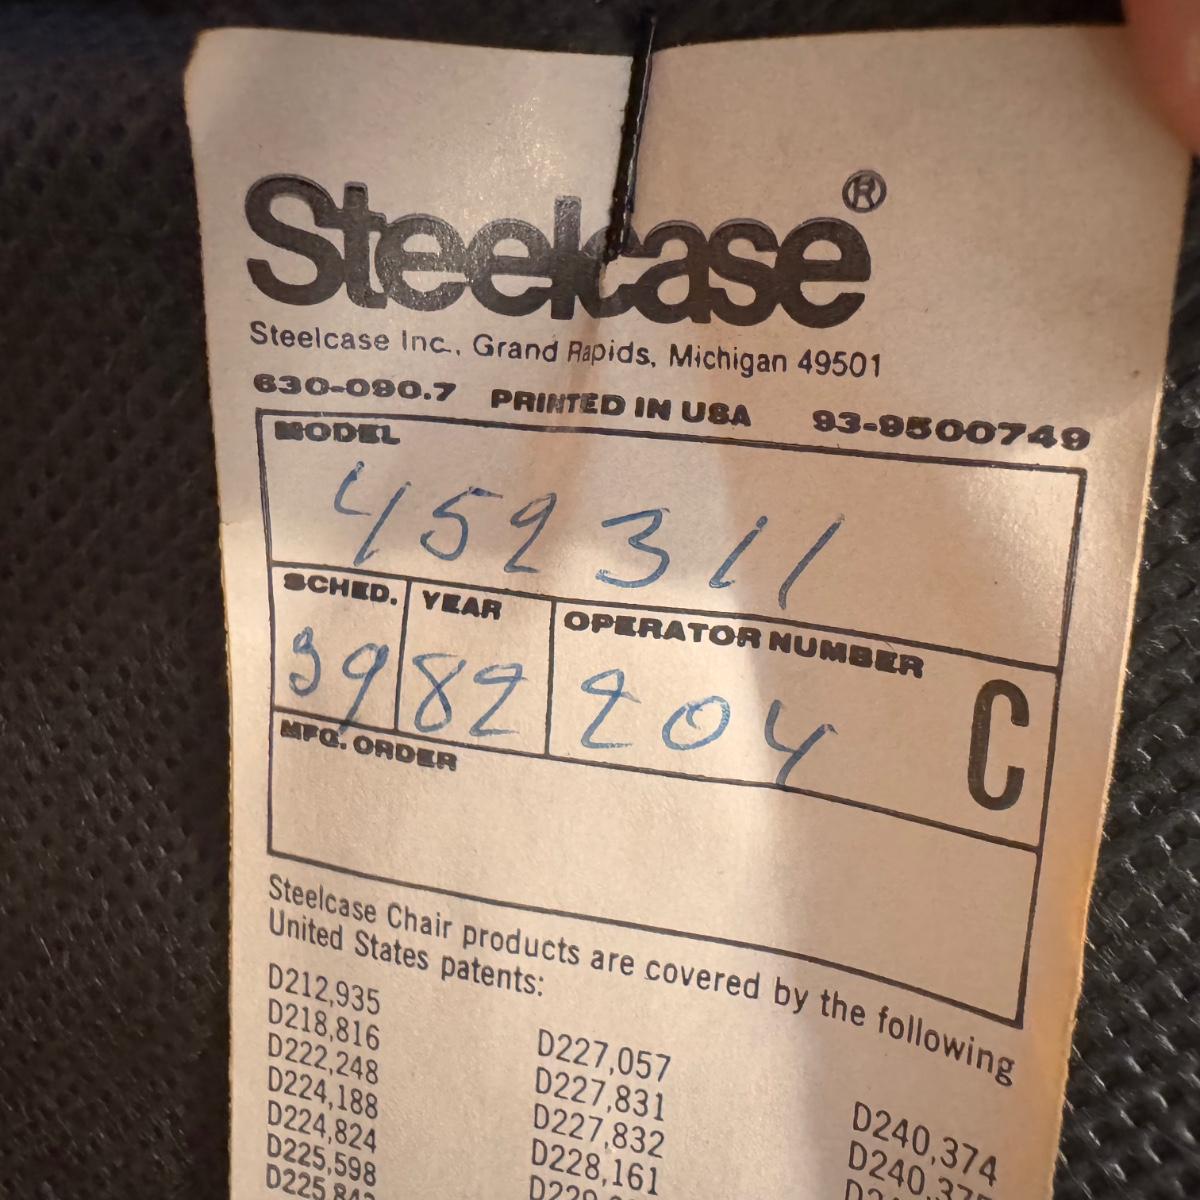 Steelcase®
Steelcase Inc., Grand Rapids, Michigan 49501
630-090.7 PRINTED IN USA 93-9500749
MODEL
452311
SCHED. YEAR OPERATOR NUMBER
39 82 204 C
MFG. ORDER
Steelcase Chair products are covered by the following
United States patents:
D212,935
D218,816
D222,248
D224,188
D224,824
D225,598
D227,057
D227,831
D227,832
D228,161
D240,374